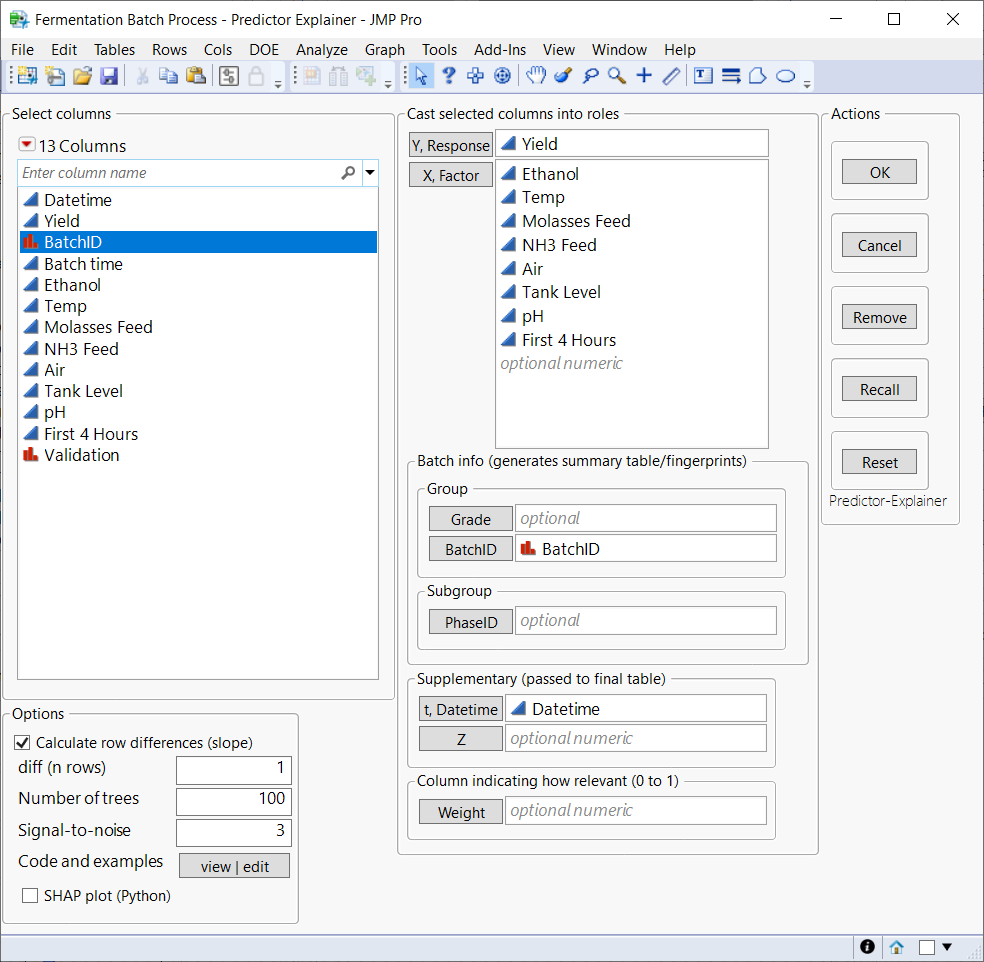 Fermentation Batch Process - Predictor Explainer - JMP Pro
File Edit Tables Rows Cols DOE Analyze Graph Tools Add-Ins View Window Help
Select columns
13 Columns
Enter column name
Datetime
Yield
BatchID
Batch time
Ethanol
Temp
Molasses Feed
NH3 Feed
Air
Tank Level
pH
First 4 Hours
Validation
Options
Calculate row differences (slope)
diff (n rows) 1
Number of trees 100
Signal-to-noise 3
Code and examples view | edit
SHAP plot (Python)
Cast selected columns into roles
Y, Response Yield
X, Factor Ethanol
Temp
Molasses Feed
NH3 Feed
Air
Tank Level
pH
First 4 Hours
optional numeric
Batch info (generates summary table/fingerprints)
Group
Grade optional
BatchID BatchID
Subgroup
PhaseID optional
Supplementary (passed to final table)
t, Datetime Datetime
Z optional numeric
Column indicating how relevant (0 to 1)
Weight optional numeric
Actions
OK
Cancel
Remove
Recall
Reset
Predictor-Explainer